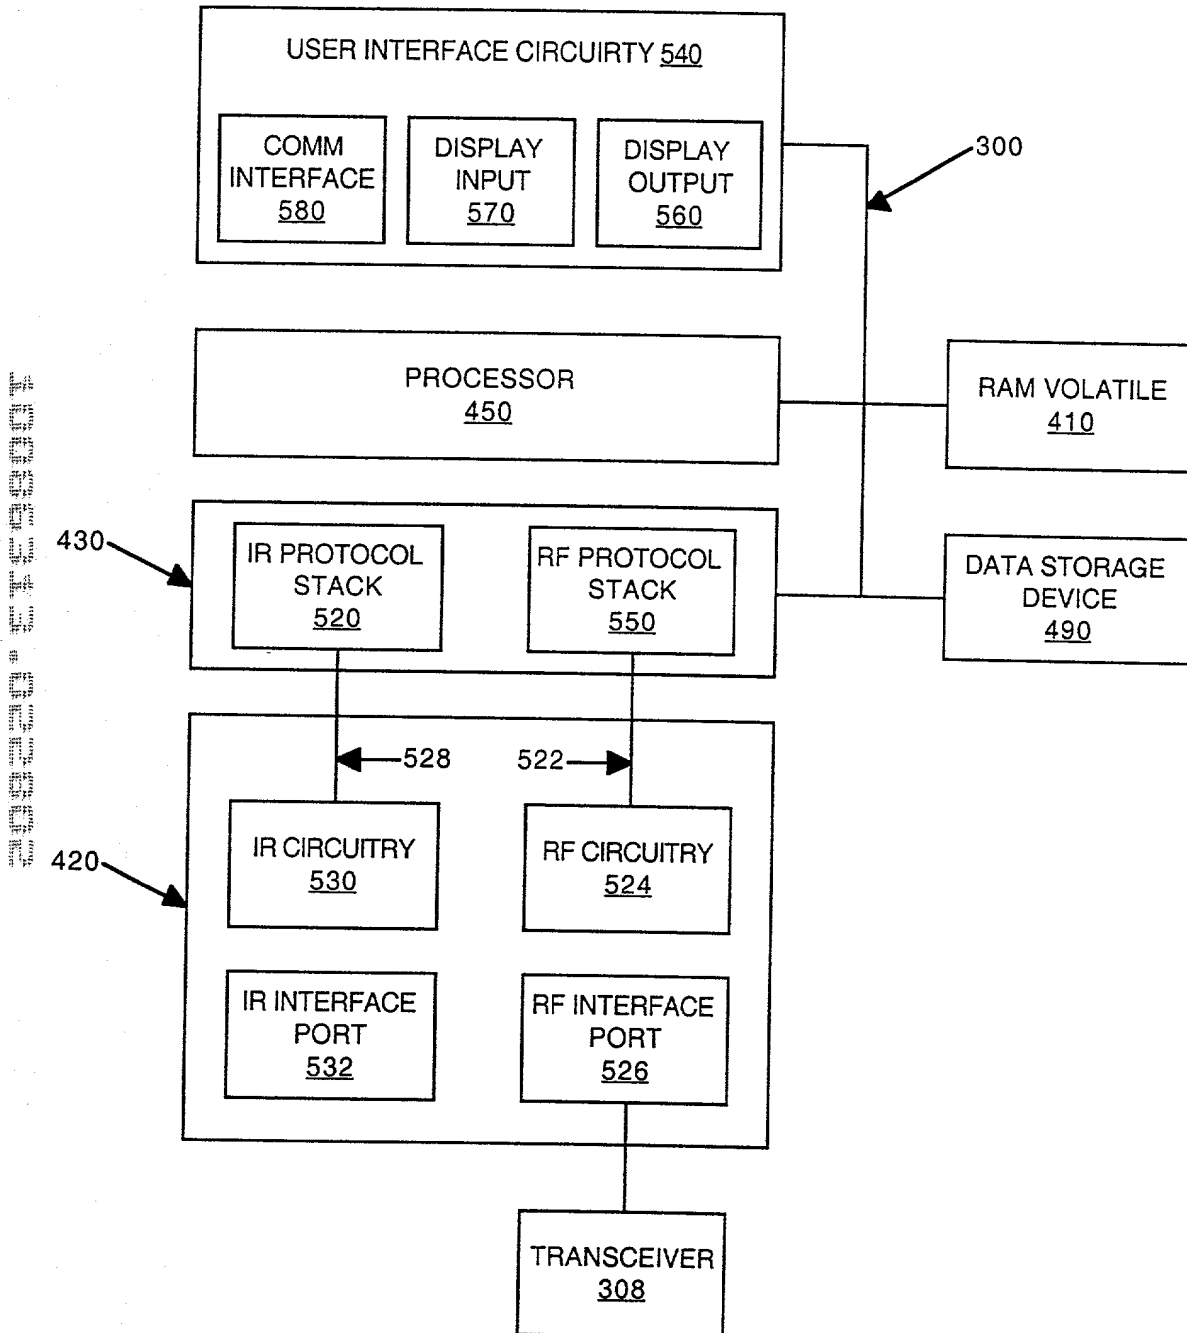 USER INTERFACE CIRCUIRTY 540
COMM
INTERFACE
580
DISPLAY
INPUT
570
DISPLAY
OUTPUT
560
300
PROCESSOR
450
RAM VOLATILE
410
430
IR PROTOCOL
STACK
520
RF PROTOCOL
STACK
550
DATA STORAGE
DEVICE
490
528
522
420
IR CIRCUITRY
530
RF CIRCUITRY
524
IR INTERFACE
PORT
532
RF INTERFACE
PORT
526
TRANSCEIVER
308